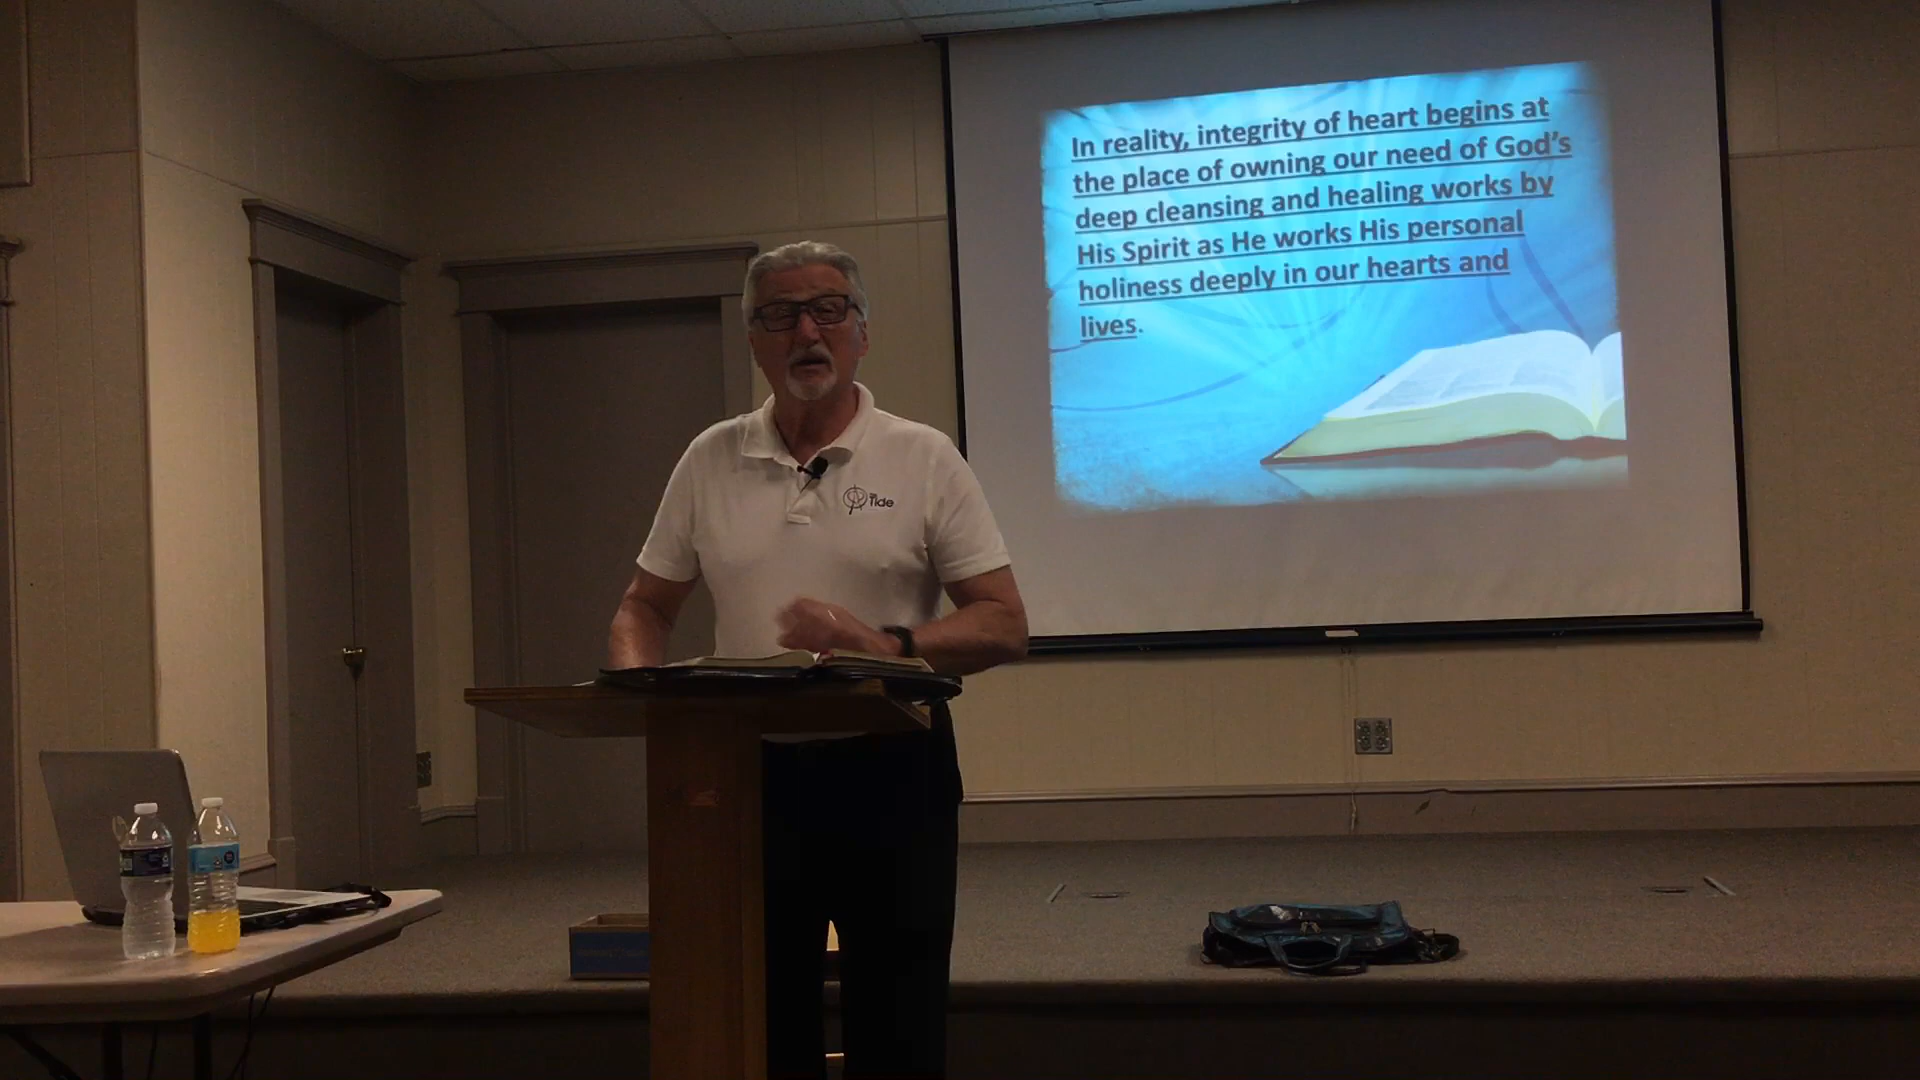 In reality, integrity of heart begins at
the place of owning our need of God's
deep cleansing and healing works by
His Spirit as He works His personal
holiness deeply in our hearts and
lives.
Tide